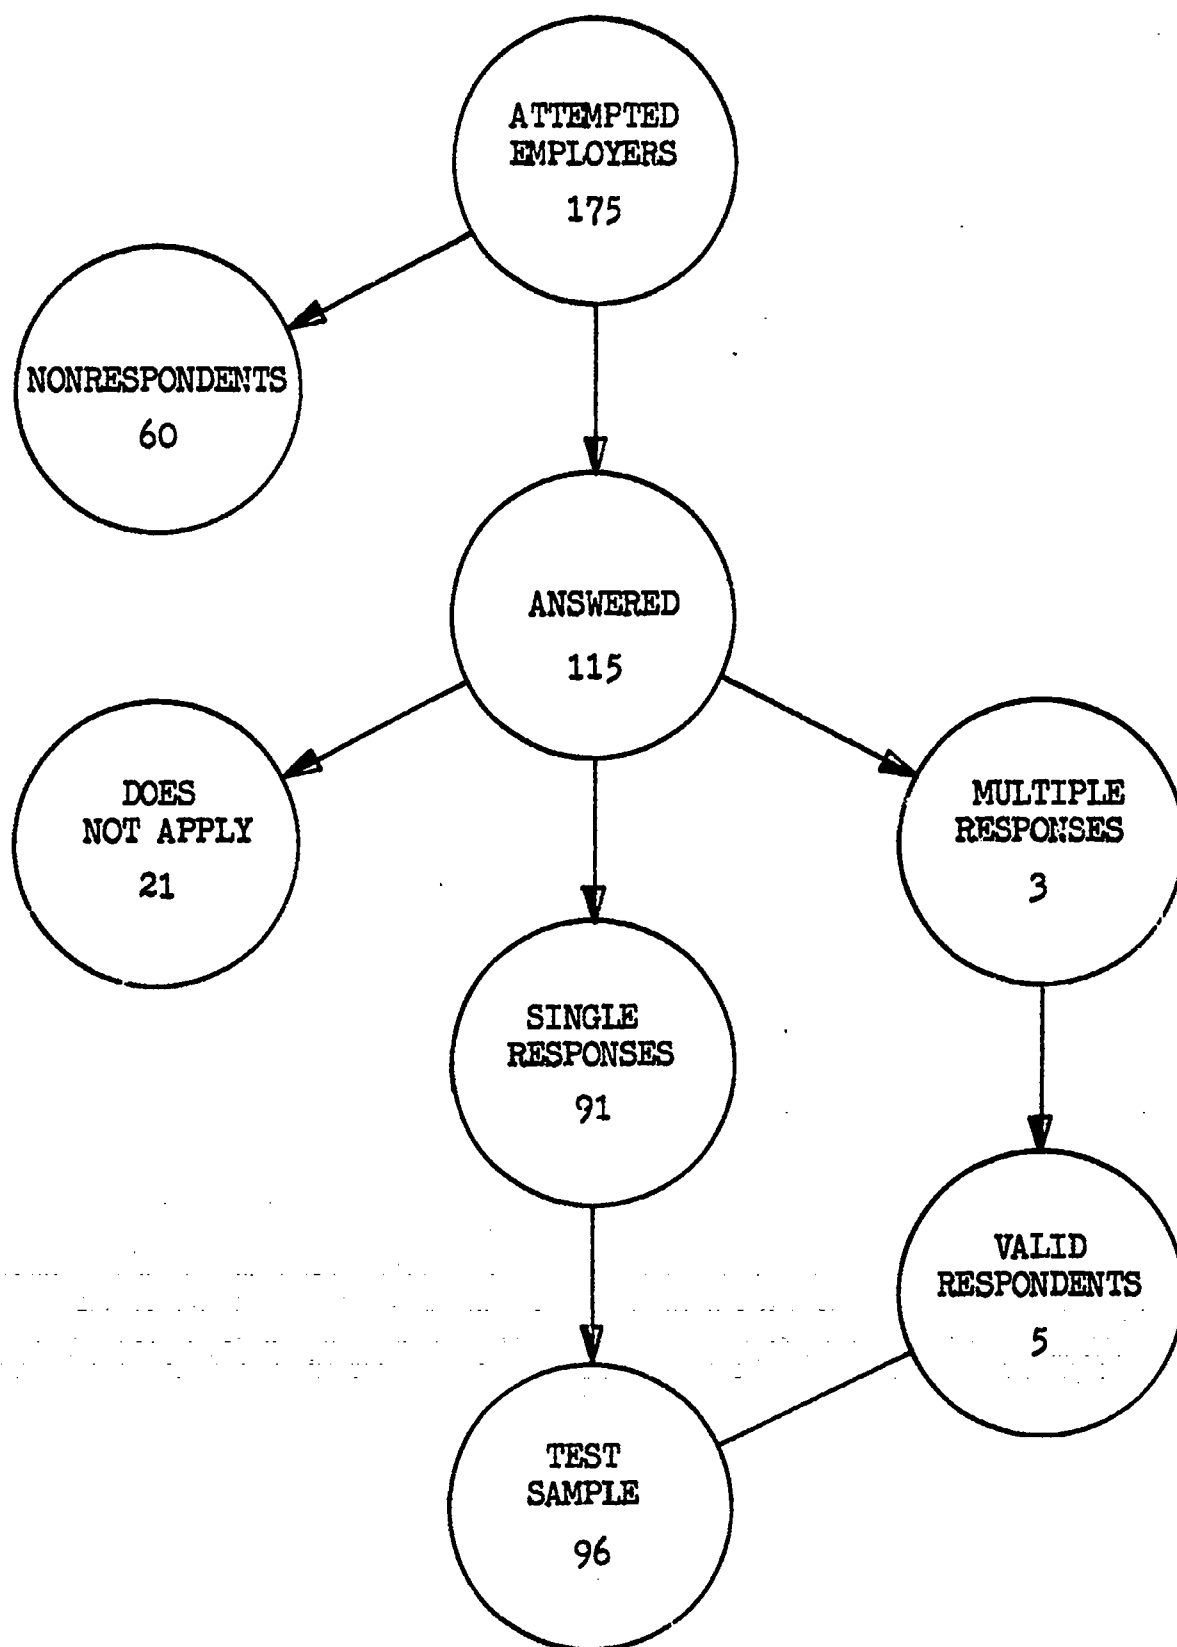 ATTEMPTED
EMPLOYERS
175
NONRESPONDENTS
60
ANSWERED
115
DOES
NOT APPLY
21
MULTIPLE
RESPONSES
3
SINGLE
RESPONSES
91
VALID
RESPONDENTS
5
TEST
SAMPLE
96